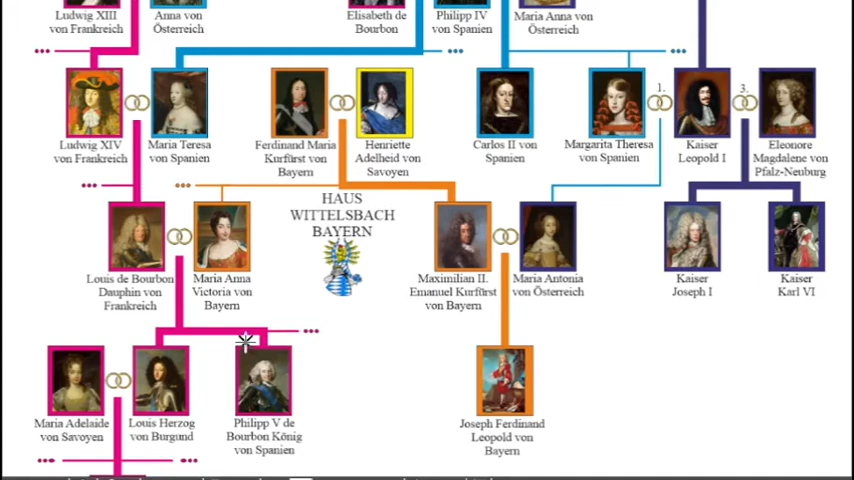 Ludwig XIII
von Frankreich
Anna von
Österreich
Elisabeth de
Bourbon
Philipp IV
von Spanien
Maria Anna von
Österreich
1.
3.
Ludwig XIV
von Frankreich
Maria Teresa
von Spanien
Ferdinand Maria
Kurfürst von
Bayern
Henriette
Adelheid von
Savoyen
Carlos II von
Spanien
Margarita Theresa
von Spanien
Kaiser
Leopold I
Eleonore
Magdalene von
Pfalz-Neuburg
HAUS
WITTELSBACH
BAYERN
Louis de Bourbon
Dauphin von
Frankreich
Maria Anna
Victoria von
Bayern
Maximilian II.
Emanuel Kurfürst
von Bayern
Maria Antonia
von Österreich
Kaiser
Joseph I
Kaiser
Karl VI
Maria Adelaide
von Savoyen
Louis Herzog
von Burgund
Philipp V de
Bourbon König
von Spanien
Joseph Ferdinand
Leopold von
Bayern